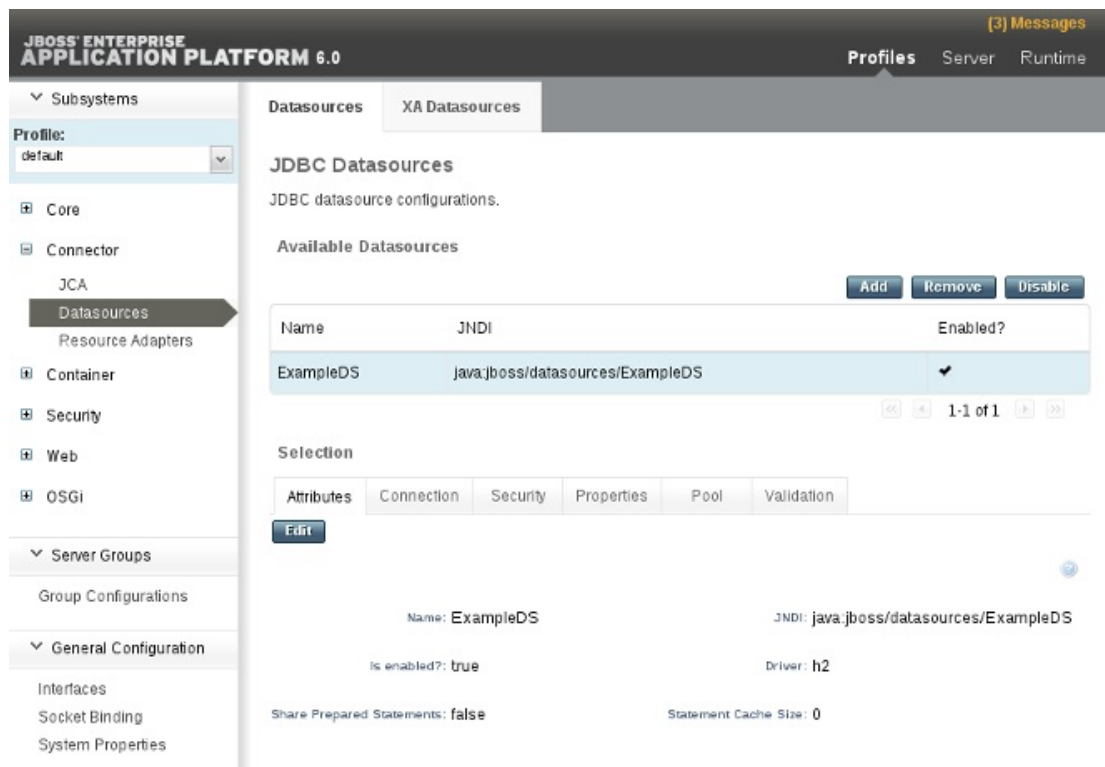 (3) Messages
JBOSS' ENTERPRISE
APPLICATION PLATFORM 6.0
Profiles Server Runtime
Subsystems
Profile:
default
Core
Connector
JCA
Datasources
Resource Adapters
Container
Security
Web
OSGi
Server Groups
Group Configurations
General Configuration
Interfaces
Socket Binding
System Properties
Datasources XA Datasources
JDBC Datasources
JDBC datasource configurations.
Available Datasources
Add Remove Disable
Name JNDI Enabled?
ExampleDS java:jboss/datasources/ExampleDS
1-1 of 1
Selection
Attributes Connection Security Properties Pool Validation
Edit
Name: ExampleDS JNDI: java:jboss/datasources/ExampleDS
Is enabled?: true Driver: h2
Share Prepared Statements: false Statement Cache Size: 0